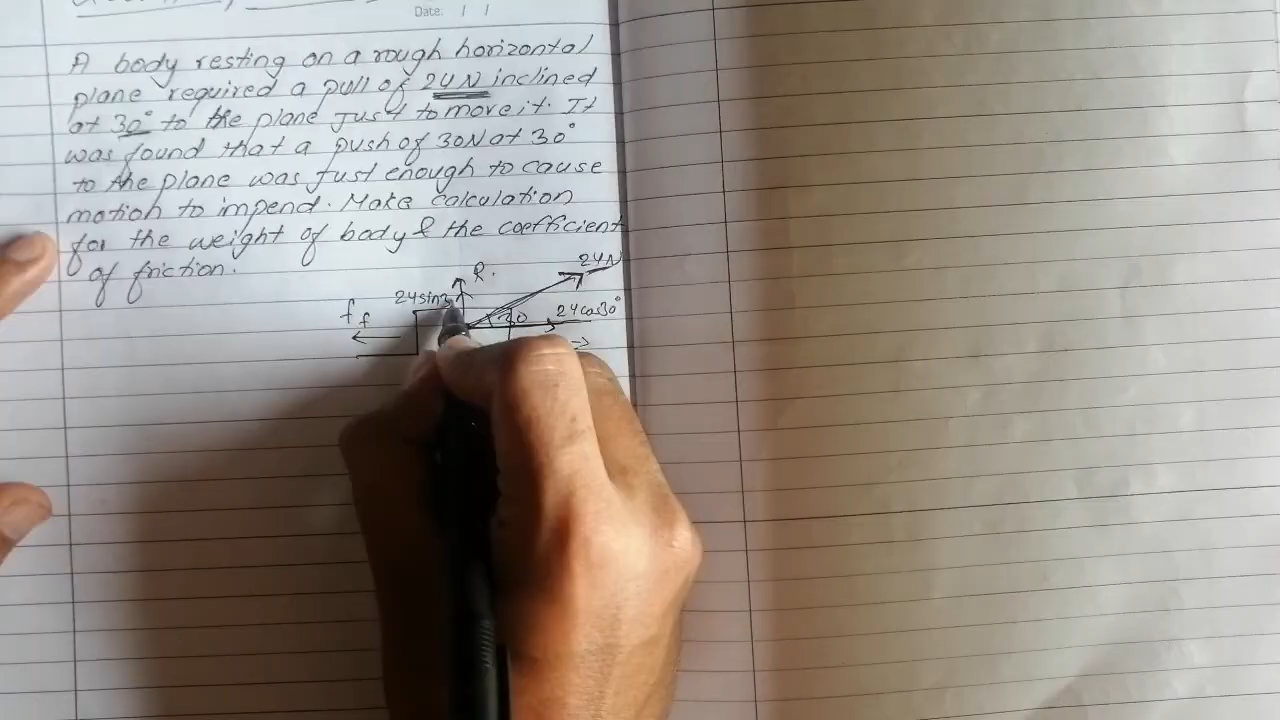 Date: / /
A body resting on a rough horizontal
plane required a pull of 24N inclined
at 30° to the plane Just to move it. It
was found that a push of 30N at 30°
to the plane was just enough to cause
motion to impend. Make calculation
for the weight of body & the coefficient
of friction.
24N
R.
24sin3
24cos30°
30
ff